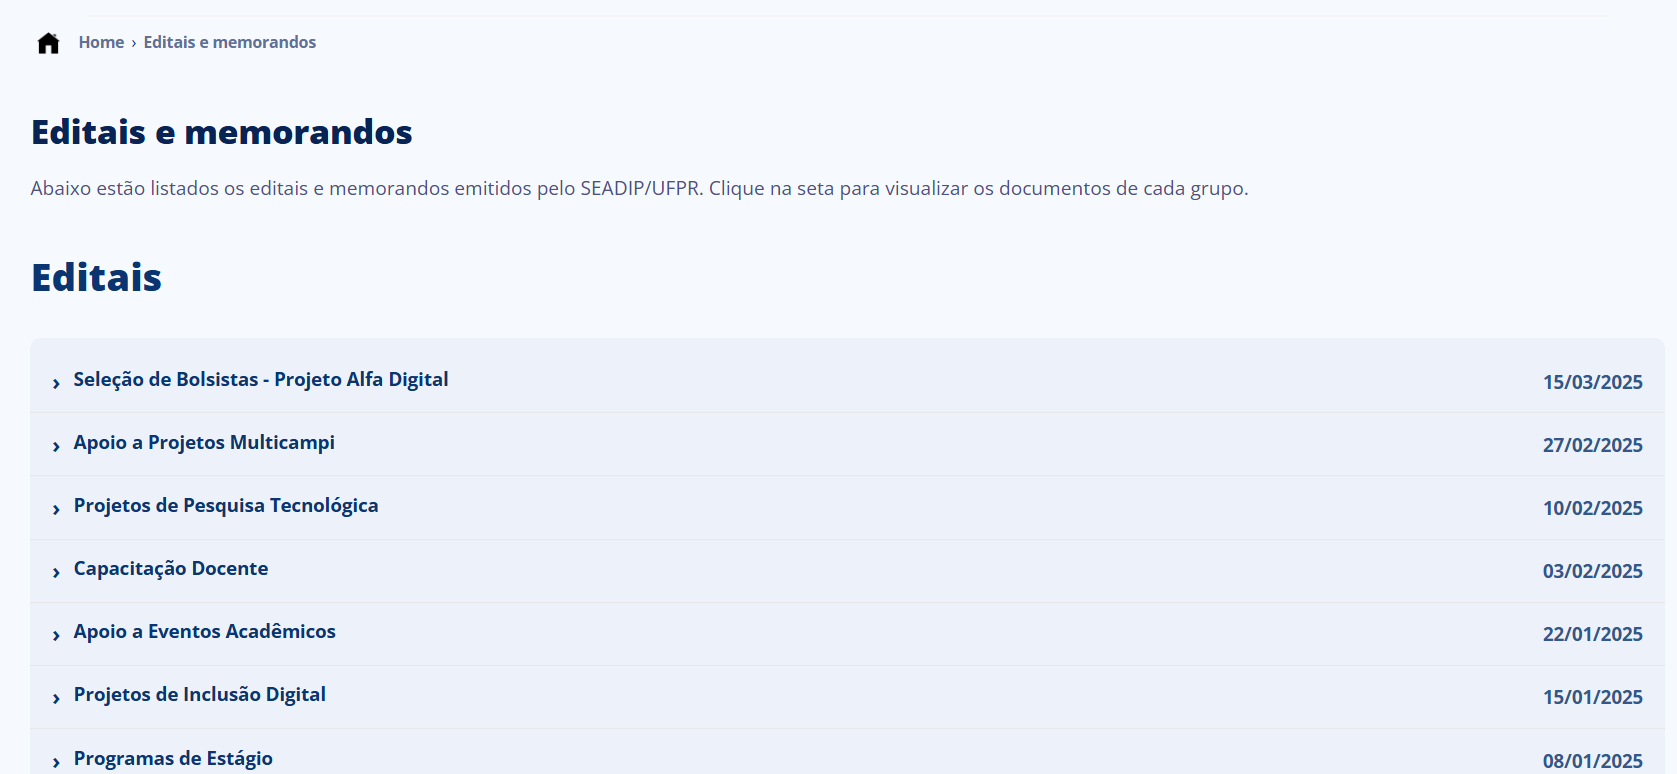 Home › Editais e memorandos
Editais e memorandos
Abaixo estão listados os editais e memorandos emitidos pelo SEADIP/UFPR. Clique na seta para visualizar os documentos de cada grupo.
Editais
› Seleção de Bolsistas - Projeto Alfa Digital 15/03/2025
› Apoio a Projetos Multicampi 27/02/2025
› Projetos de Pesquisa Tecnológica 10/02/2025
› Capacitação Docente 03/02/2025
› Apoio a Eventos Acadêmicos 22/01/2025
› Projetos de Inclusão Digital 15/01/2025
› Programas de Estágio 08/01/2025